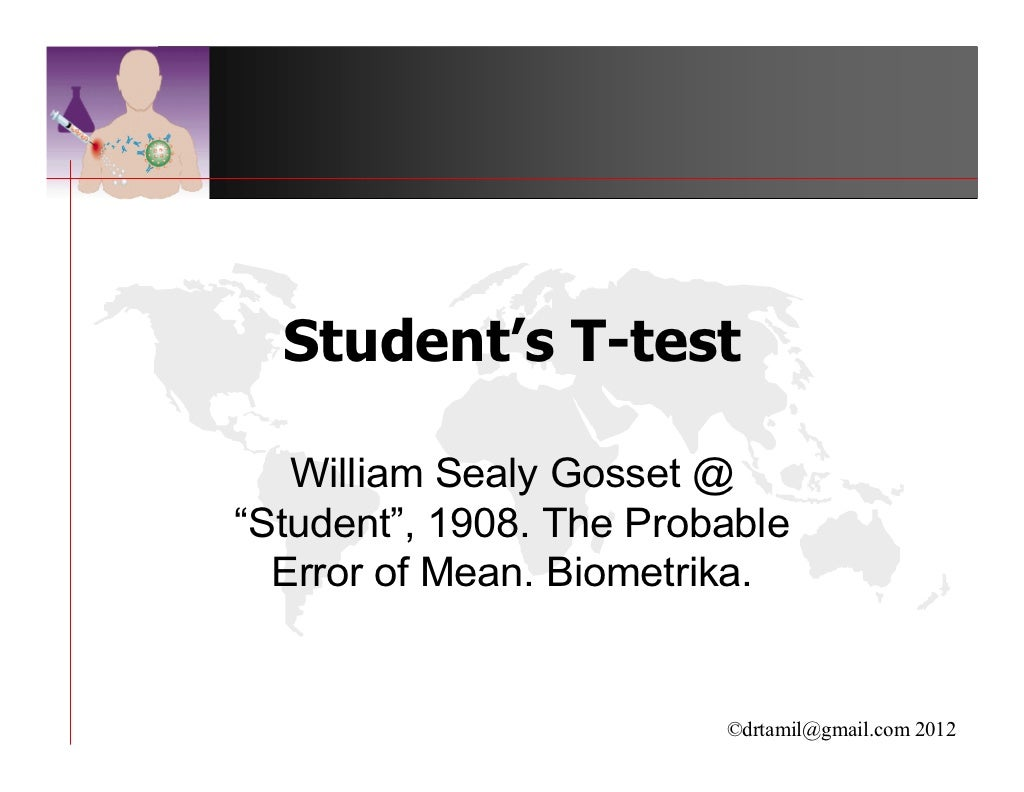 Student’s T-test
William Sealy Gosset @
“Student”, 1908. The Probable
Error of Mean. Biometrika.
©drtamil@gmail.com 2012